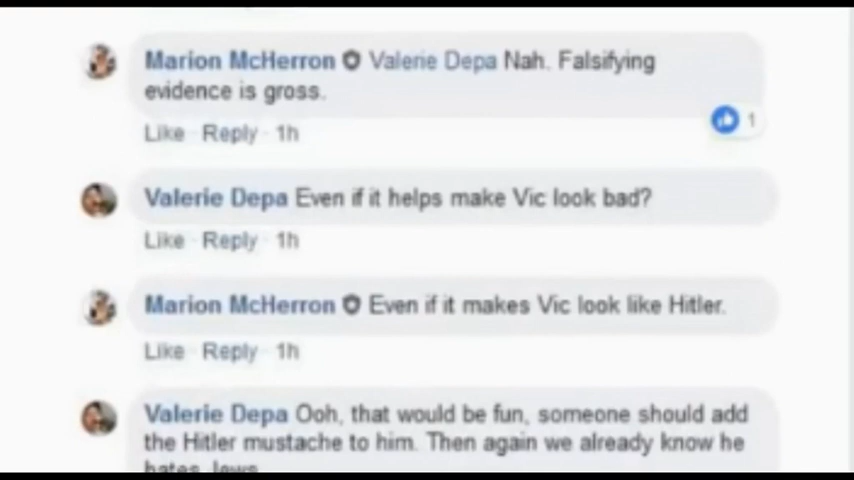 Marion McHerron Valerie Depa Nah. Falsifying
evidence is gross.
Like Reply 1h
1
Valerie Depa Even if it helps make Vic look bad?
Like Reply 1h
Marion McHerron Even if it makes Vic look like Hitler.
Like Reply 1h
Valerie Depa Ooh, that would be fun, someone should add
the Hitler mustache to him. Then again we already know he
hates Jews